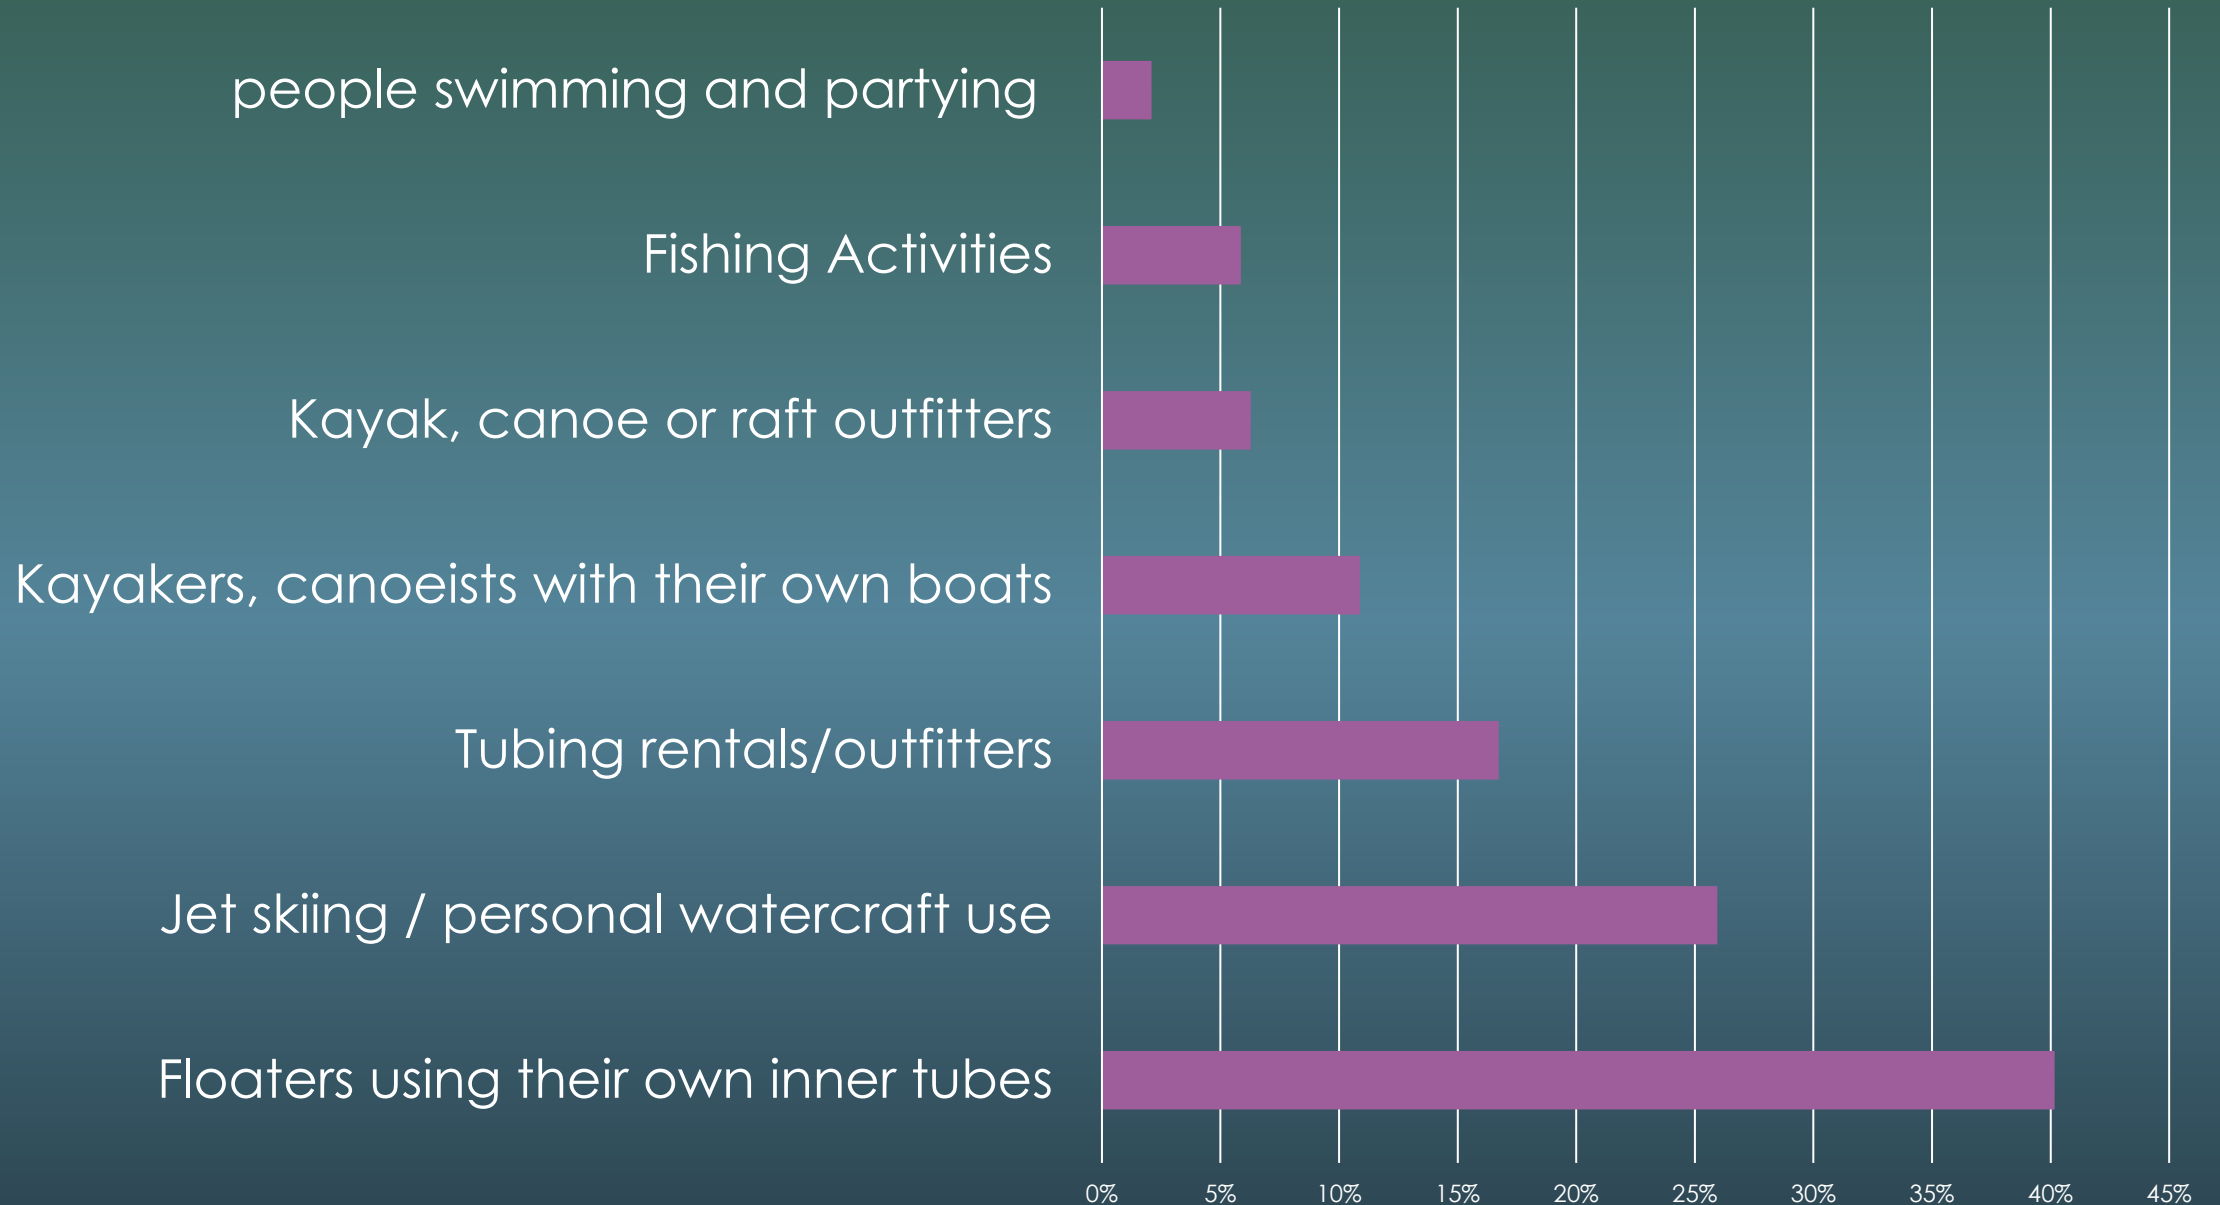 people swimming and partying
Fishing Activities
Kayak, canoe or raft outfitters
Kayakers, canoeists with their own boats
Tubing rentals/outfitters
Jet skiing / personal watercraft use
Floaters using their own inner tubes
0% 5% 10% 15% 20% 25% 30% 35% 40% 45%